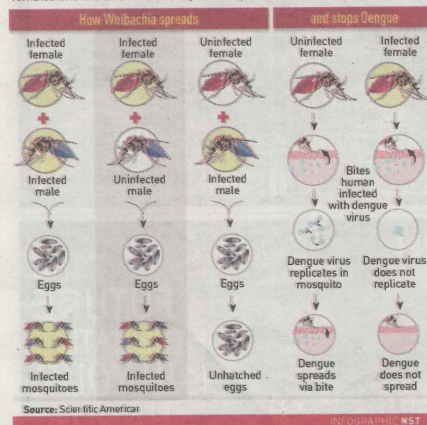 How Wolbachia spreads
and stops Dengue
Infected
female
Infected
female
Uninfected
female
Uninfected
female
Infected
female
Infected
male
Uninfected
male
Infected
male
Bites
human
infected
with dengue
virus
Eggs
Eggs
Eggs
Dengue virus
replicates in
mosquito
Dengue virus
does not
replicate
Infected
mosquitoes
Infected
mosquitoes
Unhatched
eggs
Dengue
spreads
via bite
Dengue
does not
spread
Source: Scientific American
INFOGRAPHIC NST